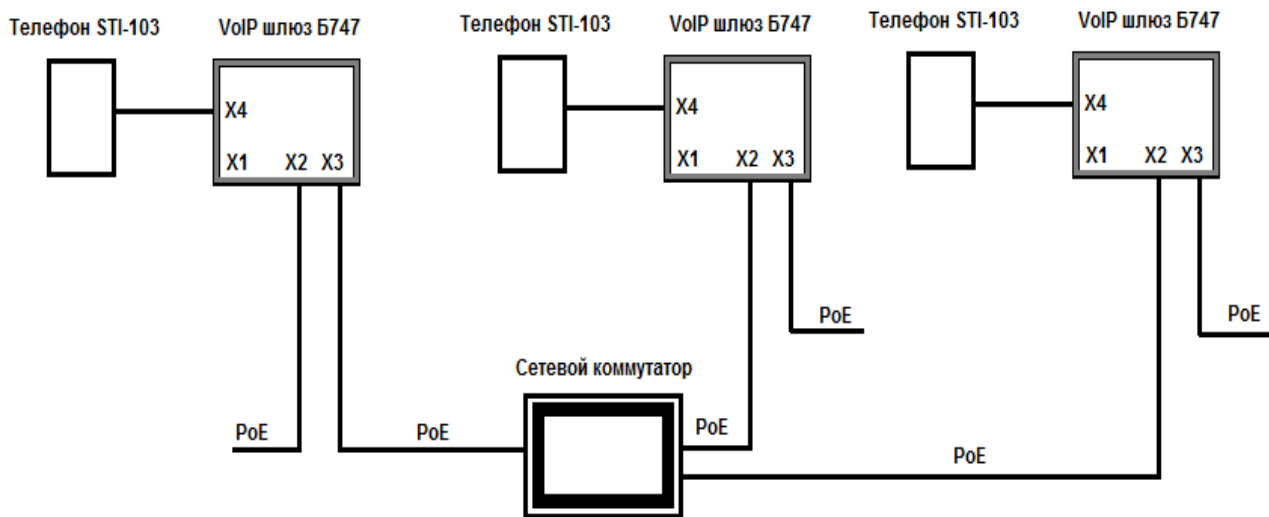 Телефон STI-103
VoIP шлюз Б747
Телефон STI-103
VoIP шлюз Б747
Телефон STI-103
VoIP шлюз Б747
X4
X1 X2 X3
X4
X1 X2 X3
X4
X1 X2 X3
PoE
PoE
Сетевой коммутатор
PoE
PoE
PoE
PoE